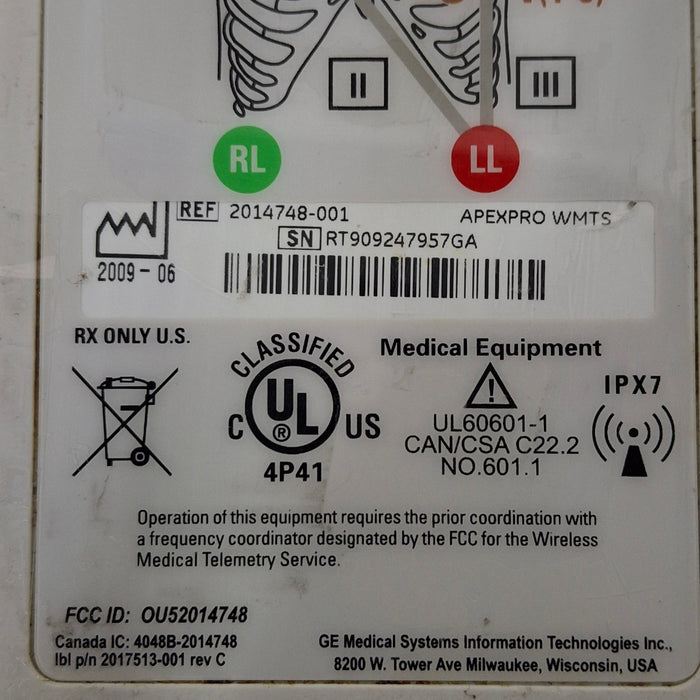 II
III
RL
LL
REF 2014748-001 APEXPRO WMTS
SN RT909247957GA
2009-06
RX ONLY U.S.
CLASSIFIED
C UL® US
4P41
Medical Equipment
UL60601-1
CAN/CSA C22.2
NO.601.1
IPX7
Operation of this equipment requires the prior coordination with
a frequency coordinator designated by the FCC for the Wireless
Medical Telemetry Service.
FCC ID: OU52014748
Canada IC: 4048B-2014748
lbl p/n 2017513-001 rev C
GE Medical Systems Information Technologies Inc.,
8200 W. Tower Ave Milwaukee, Wisconsin, USA